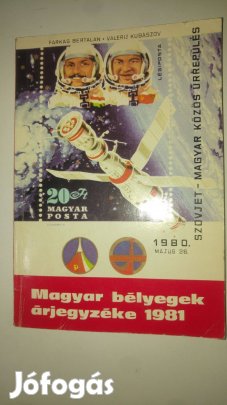 FARKAS BERTALAN • VALERIJ KUBASZOV
LÉGIPOSTA
SZOVJET - MAGYAR KÖZÖS ŰRREPÜLÉS
20 Ft
MAGYAR
POSTA
1980.
MÁJUS 26
Magyar bélyegek
árjegyzéke 1981
Jófogás